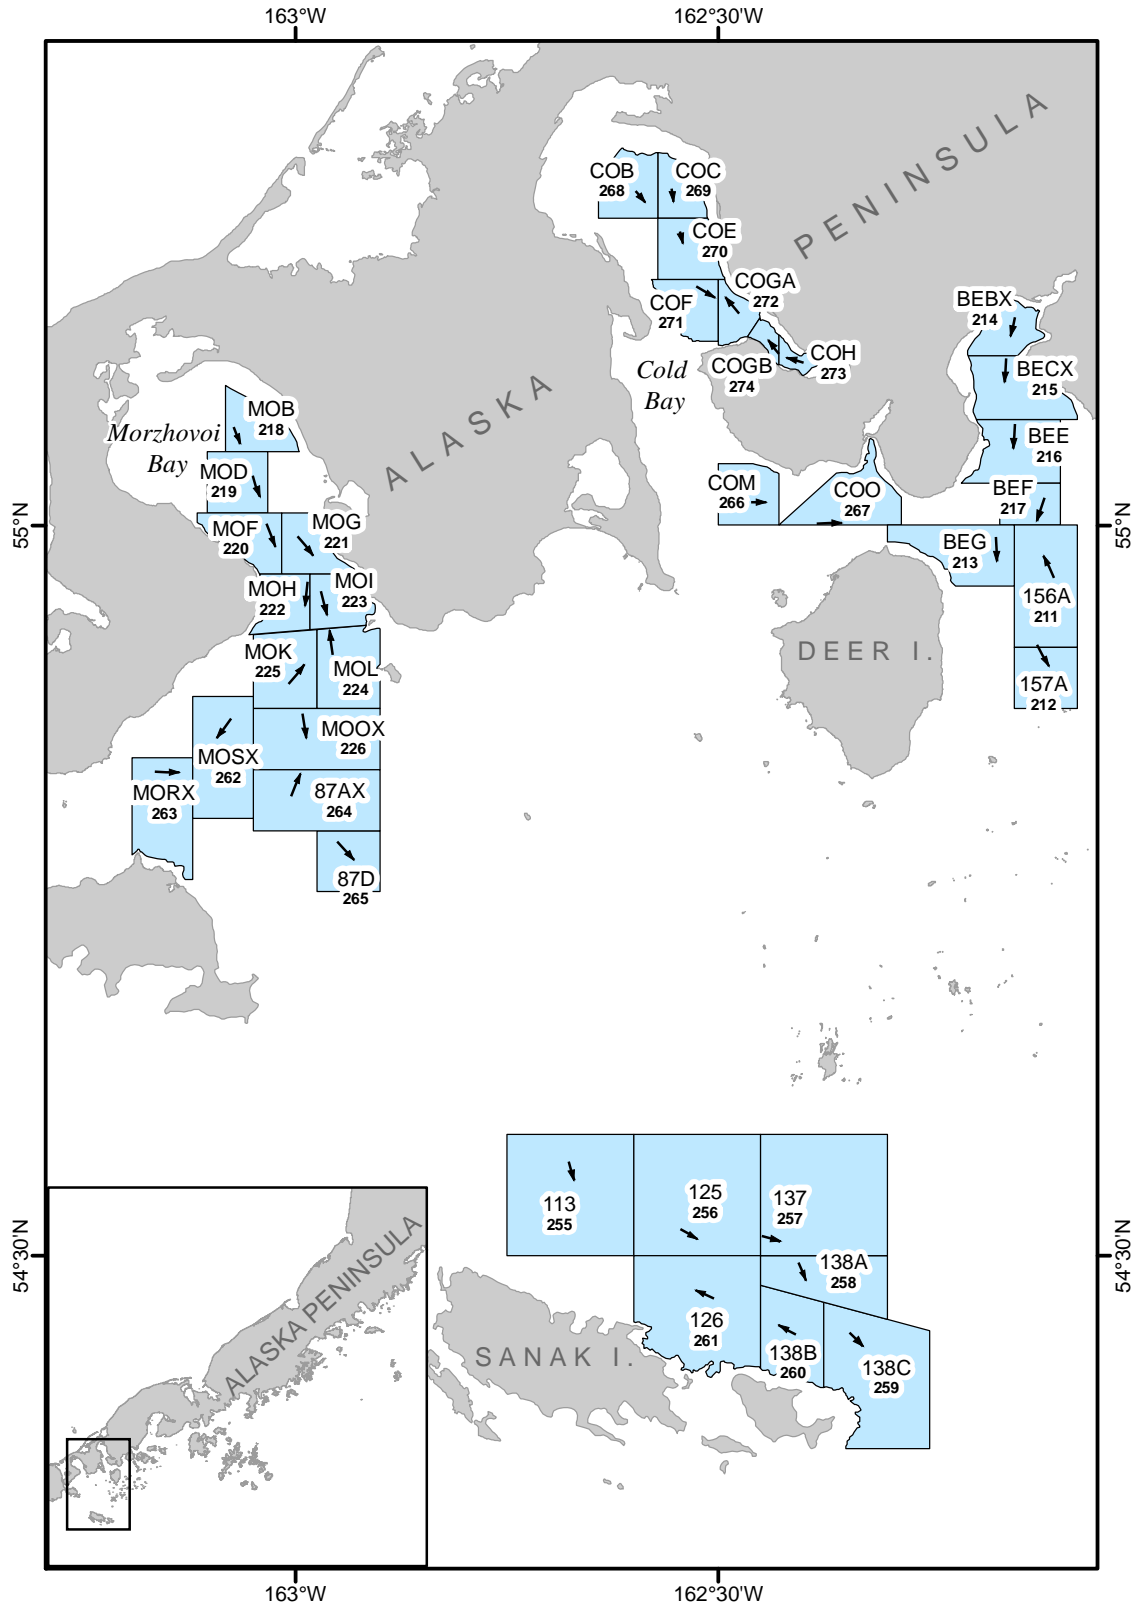 163°W
162°30'W
PENINSULA
COB
268
COC
269
COE
270
COGA
272
COF
271
BEBX
214
COH
273
COGB
274
Cold
Bay
BECX
215
ALASKA
MOB
218
Morzhovoi
Bay
BEE
216
MOD
219
COM
266
COO
267
BEF
217
55°N
55°N
MOF
220
MOG
221
BEG
213
MOH
222
MOI
223
156A
211
DEER I.
MOK
225
MOL
224
157A
212
MOOX
226
MOSX
262
MORX
263
87AX
264
87D
265
113
255
125
256
137
257
54°30'N
54°30'N
138A
258
126
261
138B
260
138C
259
SANAK I.
ALASKA PENINSULA
163°W
162°30'W